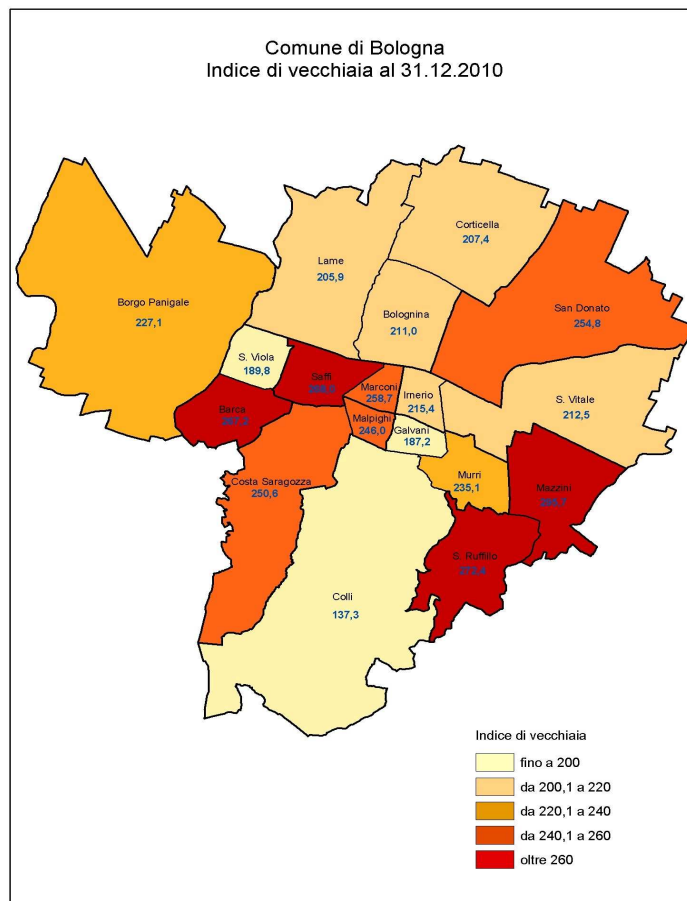 Comune di Bologna
Indice di vecchiaia al 31.12.2010
Corticella
207,4
Lame
205,9
Borgo Panigale
227,1
Bolognina
211,0
San Donato
254,8
S. Viola
189,8
Saffi
Marconi
258,7
Irnerio
215,4
S. Vitale
212,5
Barca
Malpighi
246,0
Galvani
187,2
Costa Saragozza
250,6
Murri
235,1
Mazzini
S. Ruffillo
Colli
137,3
Indice di vecchiaia
fino a 200
da 200,1 a 220
da 220,1 a 240
da 240,1 a 260
oltre 260